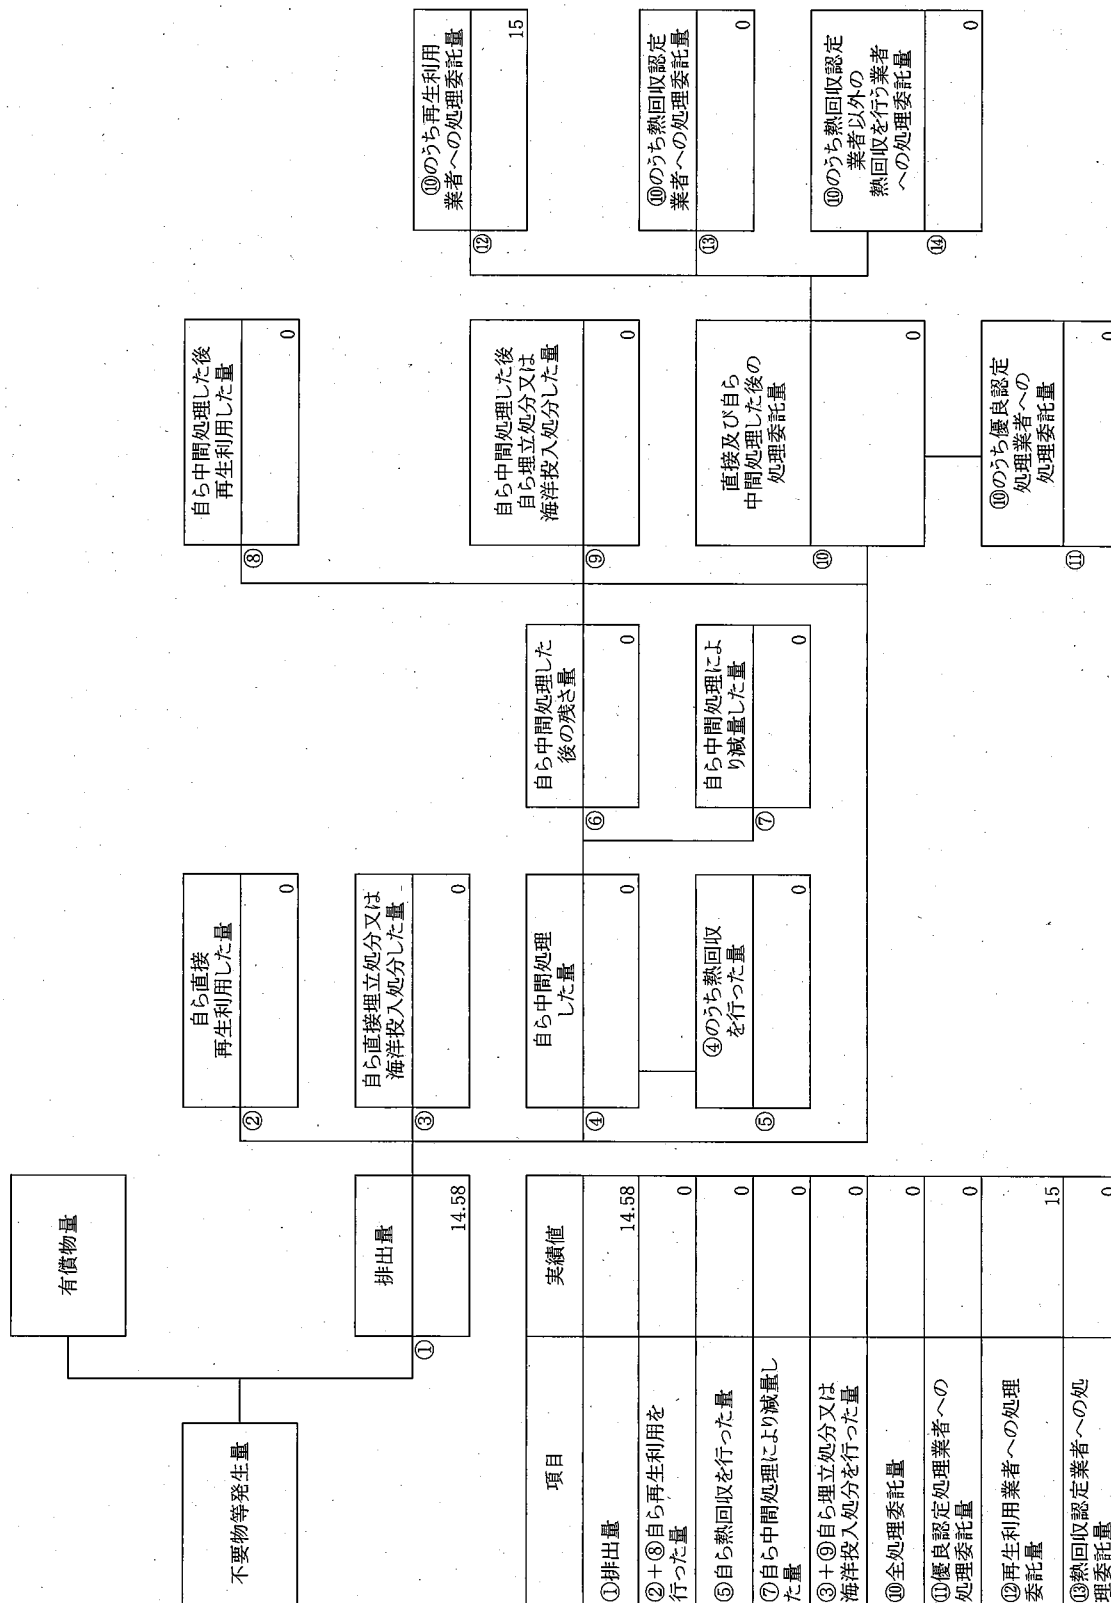 不要物等発生量
有償物量
①
排出量
14.58
②
自ら直接
再生利用した量
0
③
自ら直接埋立処分又は
海洋投入処分した量
0
④
自ら中間処理
した量
0
⑤
④のうち熱回収
を行った量
0
⑥
自ら中間処理した
後の残さ量
0
⑦
自ら中間処理によ
り減量した量
0
⑧
自ら中間処理した後
再生利用した量
0
⑨
自ら中間処理した後
自ら埋立処分又は
海洋投入処分した量
0
⑩
直接及び自ら
中間処理した後の
処理委託量
0
⑪
⑩のうち優良認定
処理業者への
処理委託量
0
⑫
⑩のうち再生利用
業者への処理委託量
15
⑬
⑩のうち熱回収認定
業者への処理委託量
0
⑭
⑩のうち熱回収認定
業者以外の
熱回収を行う業者
への処理委託量
0
項目
実績値
①排出量
14.58
②+⑧自ら再生利用を
行った量
0
⑤自ら熱回収を行った量
0
⑦自ら中間処理により減量し
た量
0
③+⑨自ら埋立処分又は
海洋投入処分を行った量
0
⑩全処理委託量
0
⑪優良認定処理業者への
処理委託量
0
⑫再生利用業者への処理
委託量
15
⑬熱回収認定業者への処
理委託量
0